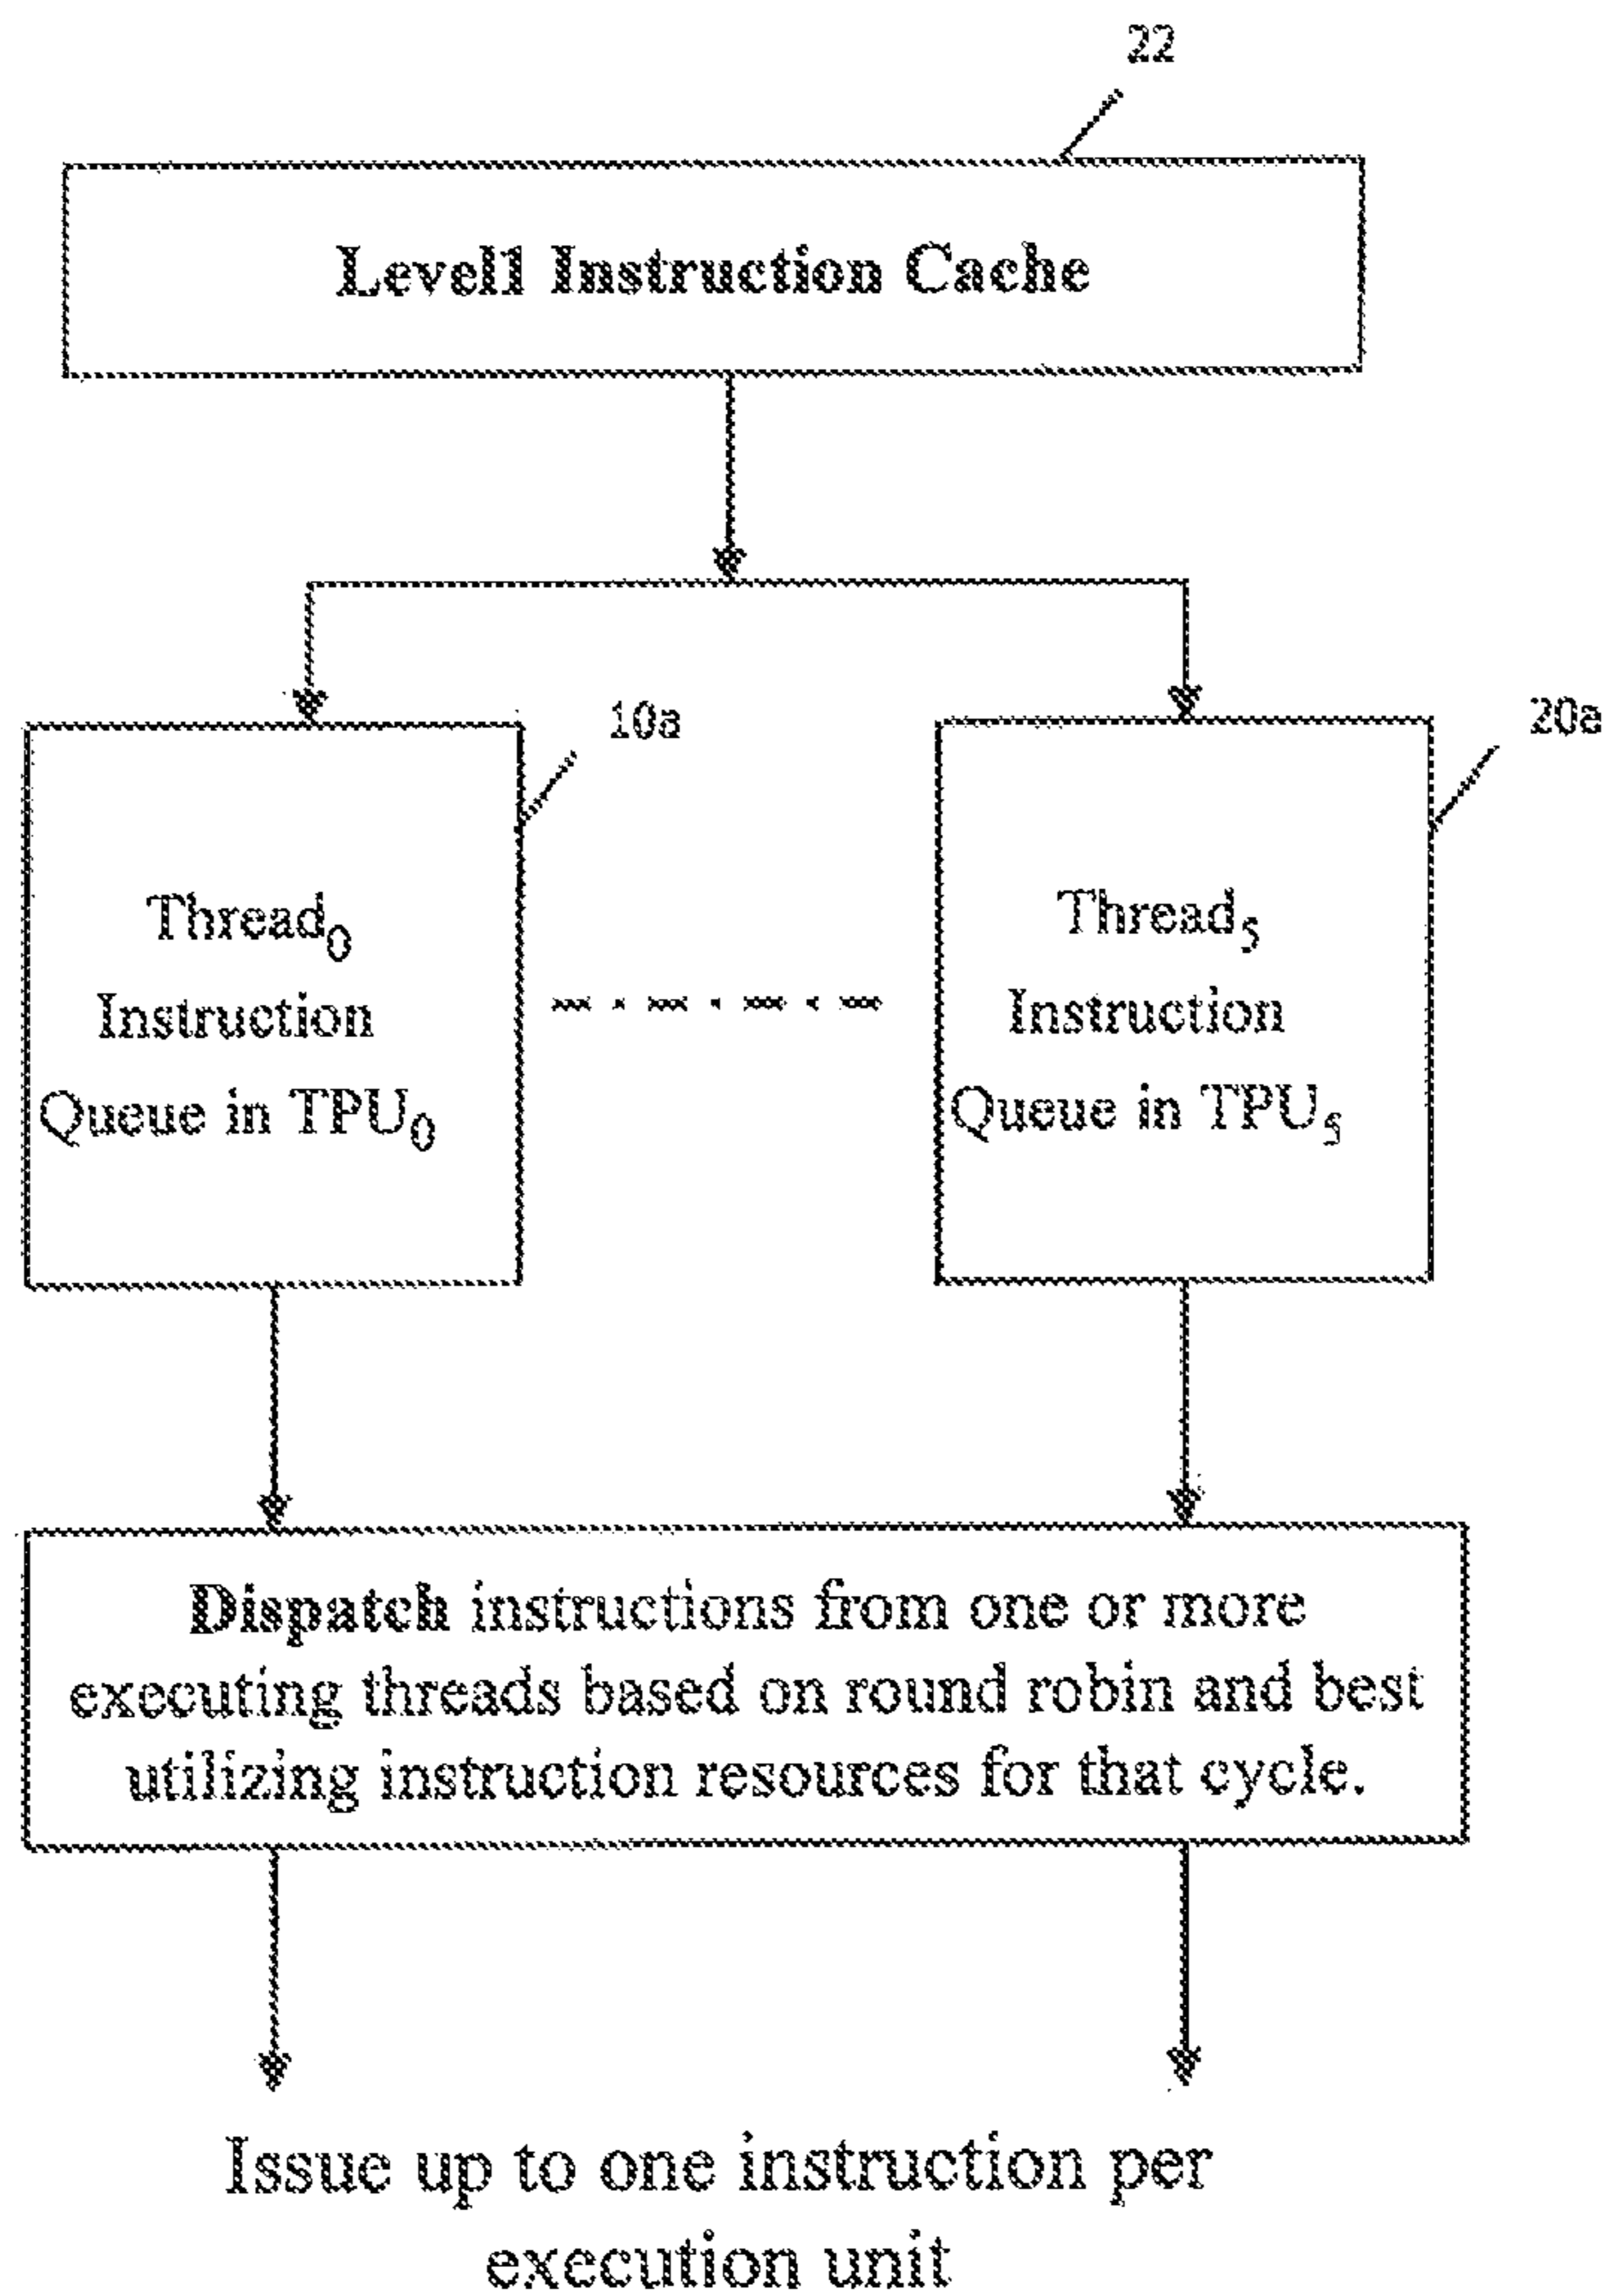 22
Level1 Instruction Cache
10a
20a
Thread0
Instruction
Queue in TPU0
Thread5
Instruction
Queue in TPU5
Dispatch instructions from one or more
executing threads based on round robin and best
utilizing instruction resources for that cycle.
Issue up to one instruction per
execution unit